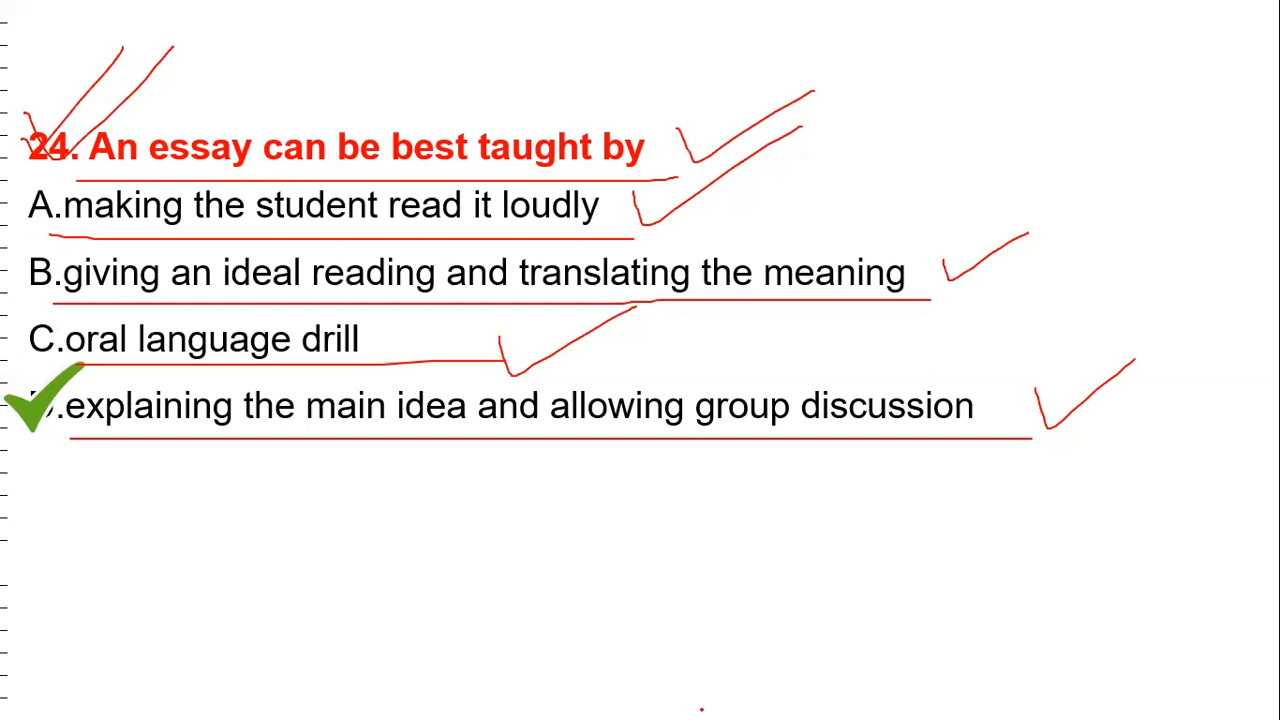 24. An essay can be best taught by
A.making the student read it loudly
B.giving an ideal reading and translating the meaning
C.oral language drill
D.explaining the main idea and allowing group discussion